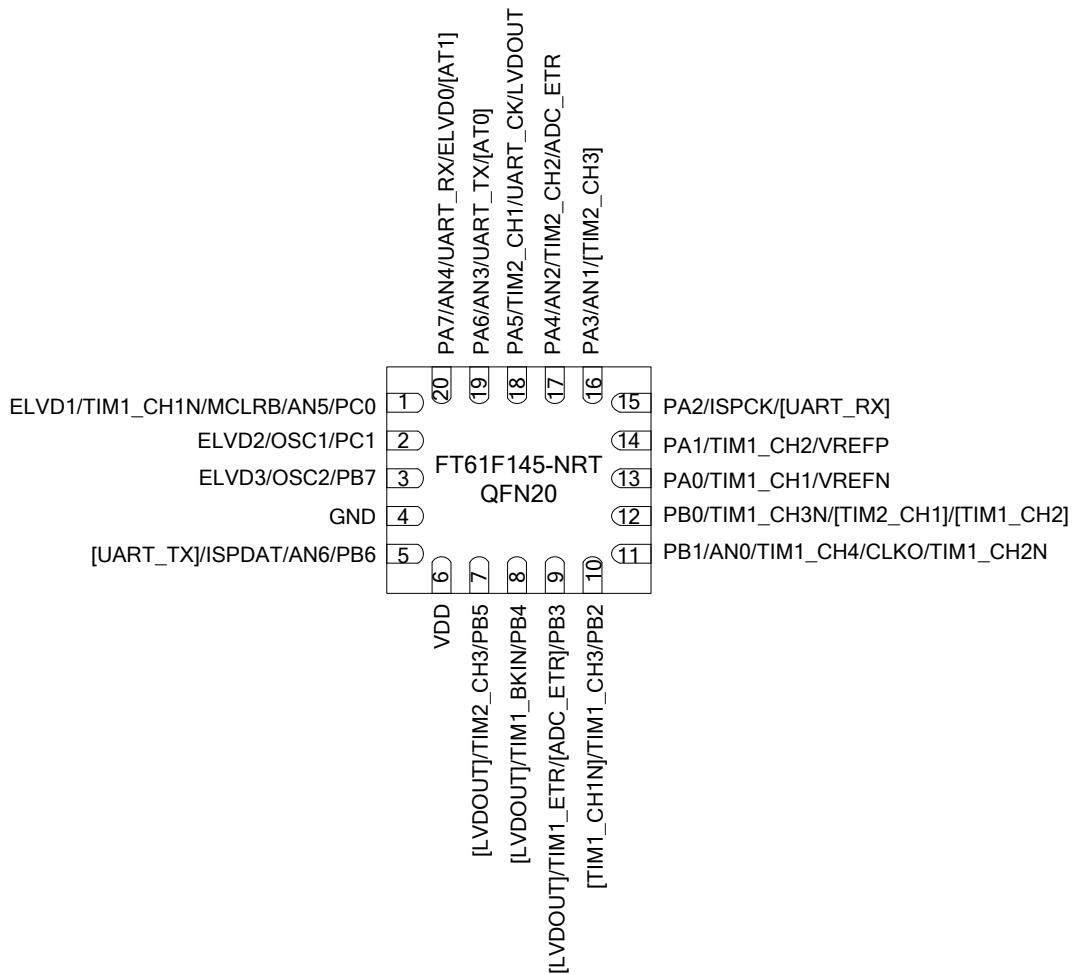 PA7/AN4/UART_RX/ELVD0/[AT1]
PA6/AN3/UART_TX/[AT0]
PA5/TIM2_CH1/UART_CK/LVDOUT
PA4/AN2/TIM2_CH2/ADC_ETR
PA3/AN1/[TIM2_CH3]
20
19
18
17
16
ELVD1/TIM1_CH1N/MCLRB/AN5/PC0 1
ELVD2/OSC1/PC1 2
ELVD3/OSC2/PB7 3
GND 4
[UART_TX]/ISPDAT/AN6/PB6 5
FT61F145-NRT
QFN20
15 PA2/ISPCK/[UART_RX]
14 PA1/TIM1_CH2/VREFP
13 PA0/TIM1_CH1/VREFN
12 PB0/TIM1_CH3N/[TIM2_CH1]/[TIM1_CH2]
11 PB1/AN0/TIM1_CH4/CLKO/TIM1_CH2N
6
7
8
9
10
VDD
[LVDOUT]/TIM2_CH3/PB5
[LVDOUT]/TIM1_BKIN/PB4
[LVDOUT]/TIM1_ETR/[ADC_ETR]/PB3
[TIM1_CH1N]/TIM1_CH3/PB2